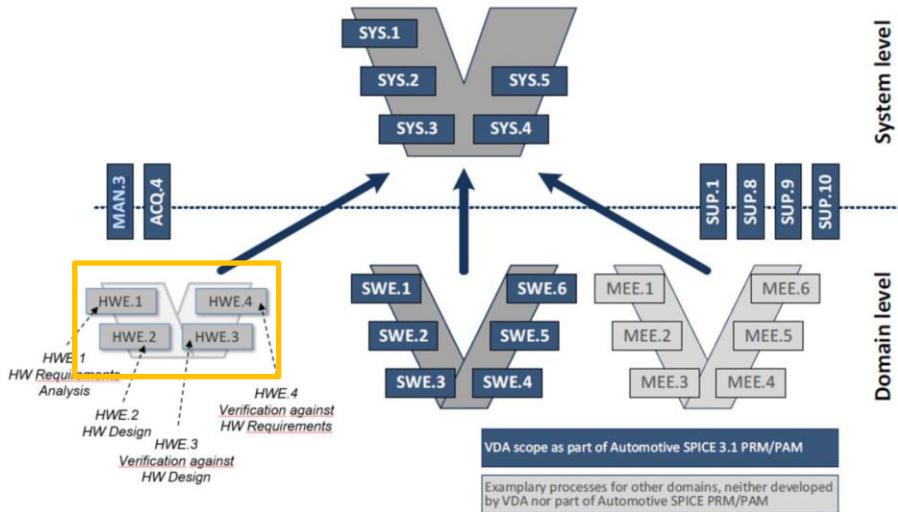 SYS.1
SYS.2
SYS.5
SYS.3
SYS.4
System level
MAN.3
ACQ.4
SUP.1
SUP.8
SUP.9
SUP.10
HWE.1
HWE.4
HWE.2
HWE.3
HWE.1
HW Requirements
Analysis
HWE.2
HW Design
HWE.3
Verification against
HW Design
HWE.4
Verification against
HW Requirements
SWE.1
SWE.6
SWE.2
SWE.5
SWE.3
SWE.4
MEE.1
MEE.6
MEE.2
MEE.5
MEE.3
MEE.4
Domain level
VDA scope as part of Automotive SPICE 3.1 PRM/PAM
Examplary processes for other domains, neither developed
by VDA nor part of Automotive SPICE PRM/PAM